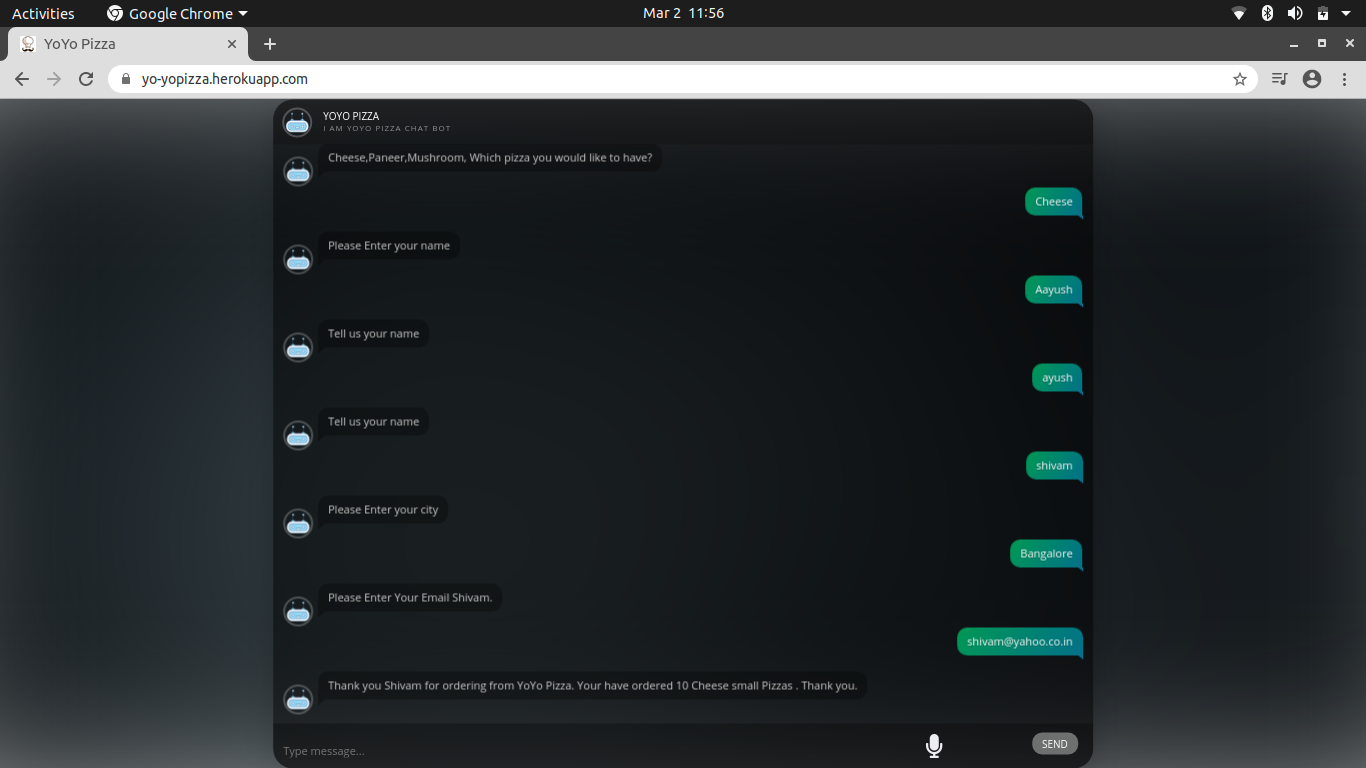 Activities
Google Chrome
Mar 2 11:56
YoYo Pizza
yo-yopizza.herokuapp.com
YOYO PIZZA
I AM YOYO PIZZA CHAT BOT
Cheese,Paneer,Mushroom, Which pizza you would like to have?
Cheese
Please Enter your name
Aayush
Tell us your name
ayush
Tell us your name
shivam
Please Enter your city
Bangalore
Please Enter Your Email Shivam.
shivam@yahoo.co.in
Thank you Shivam for ordering from YoYo Pizza. Your have ordered 10 Cheese small Pizzas . Thank you.
Type message...
SEND